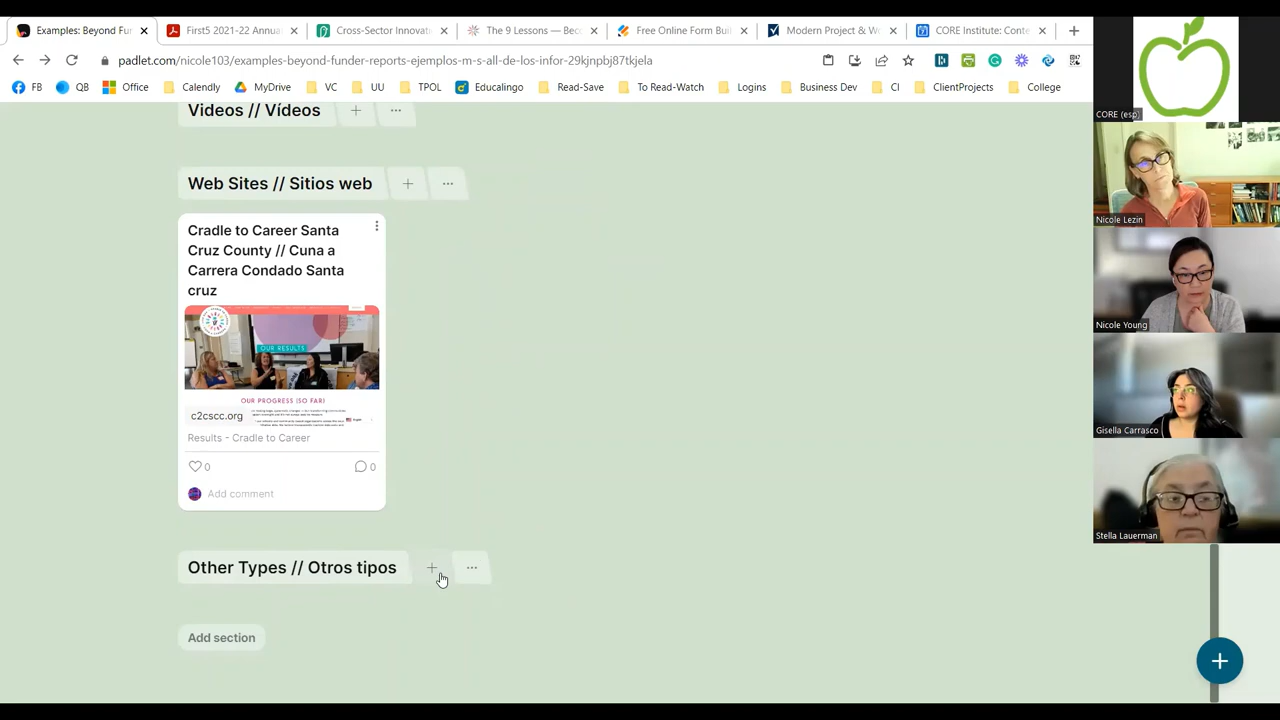 Examples: Beyond Fun
First5 2021-22 Annua
Cross-Sector Innovati
The 9 Lessons — Beco
Free Online Form Buil
Modern Project & W
CORE Institute: Conte
padlet.com/nicole103/examples-beyond-funder-reports-ejemplos-m-s-all-de-los-infor-29kjnpbj87tkjela
FB
QB
Office
Calendly
MyDrive
VC
UU
TPOL
Educalingo
Read-Save
To Read-Watch
Logins
Business Dev
CI
ClientProjects
College
CORE (esp)
Nicole Lezin
Nicole Young
Gisella Carrasco
Stella Lauerman
Videos // Vídeos
Web Sites // Sitios web
Cradle to Career Santa
Cruz County // Cuna a
Carrera Condado Santa
cruz
OUR RESULTS
OUR PROGRESS (SO FAR)
c2cscc.org
Results - Cradle to Career
0
0
Add comment
Other Types // Otros tipos
Add section